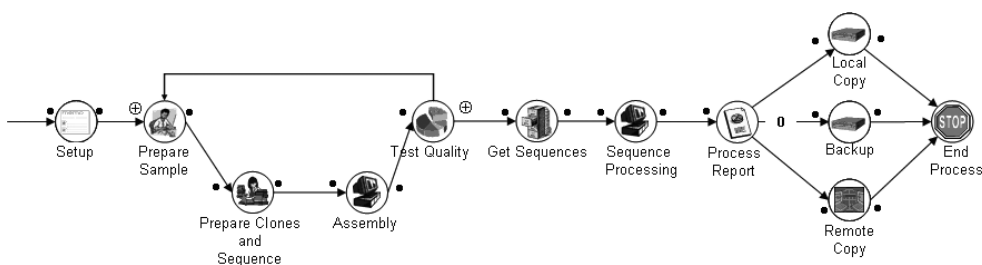 Setup
Prepare
Sample
Prepare Clones
and
Sequence
Assembly
Test Quality
Get Sequences
Sequence
Processing
Process
Report
0
Local
Copy
Backup
Remote
Copy
STOP
End
Process